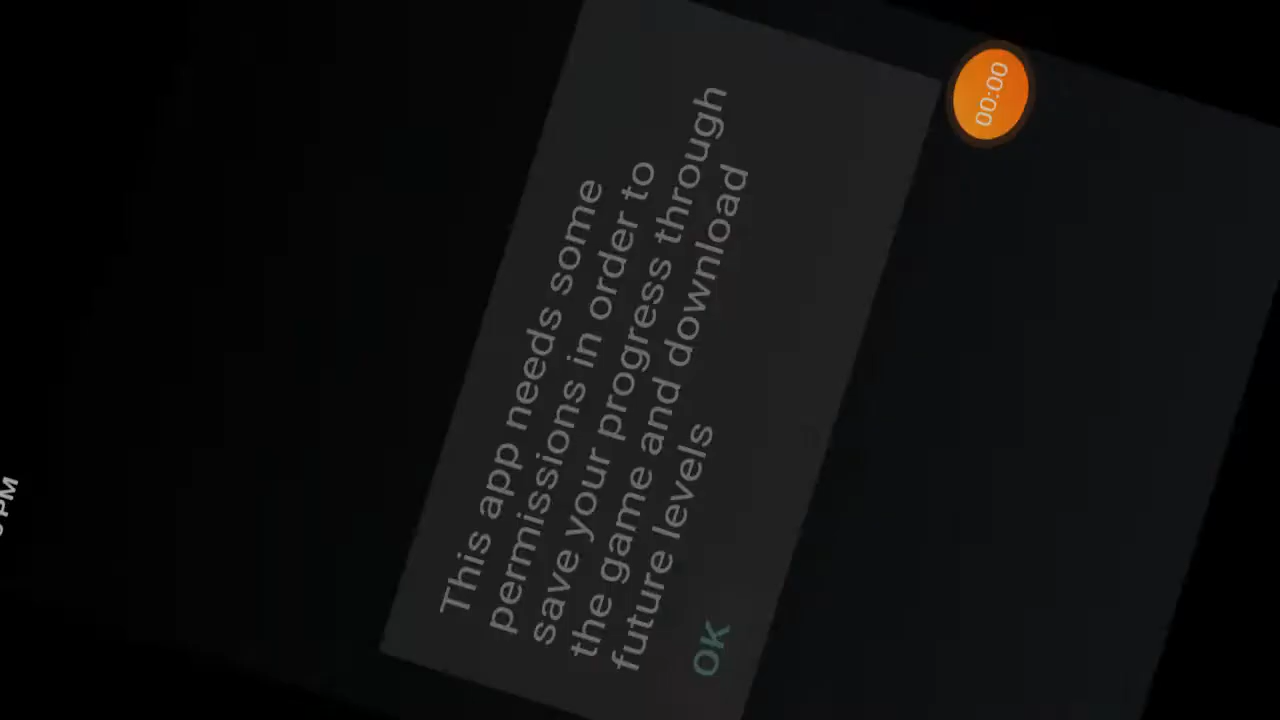 This app needs some
permissions in order to
save your progress through
the game and download
future levels
OK
00:00
PM